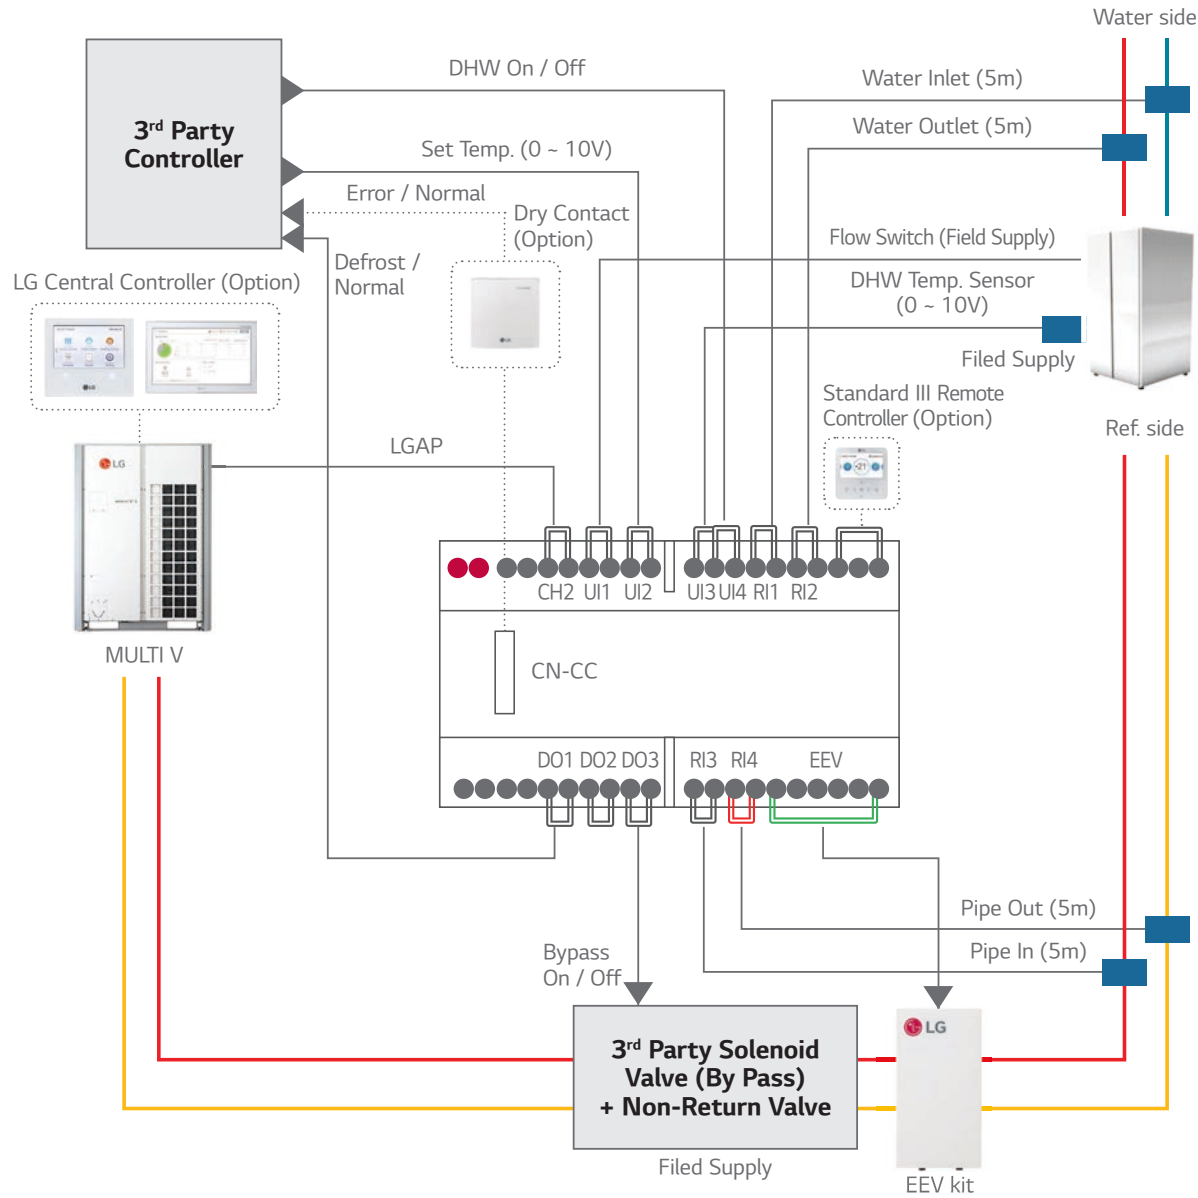 Water side
DHW On / Off
Water Inlet (5m)
3rd Party
Controller
Water Outlet (5m)
Set Temp. (0 ~ 10V)
Error / Normal
Dry Contact
(Option)
Flow Switch (Field Supply)
Defrost /
Normal
LG Central Controller (Option)
DHW Temp. Sensor
(0 ~ 10V)
LG
Filed Supply
LG
Standard III Remote
Controller (Option)
Ref. side
LGAP
LG
CH2 UI1 UI2 UI3 UI4 RI1 RI2
MULTI V
CN-CC
DO1 DO2 DO3 RI3 RI4 EEV
Pipe Out (5m)
Bypass
On / Off
Pipe In (5m)
LG
3rd Party Solenoid
Valve (By Pass)
+ Non-Return Valve
Filed Supply
EEV kit